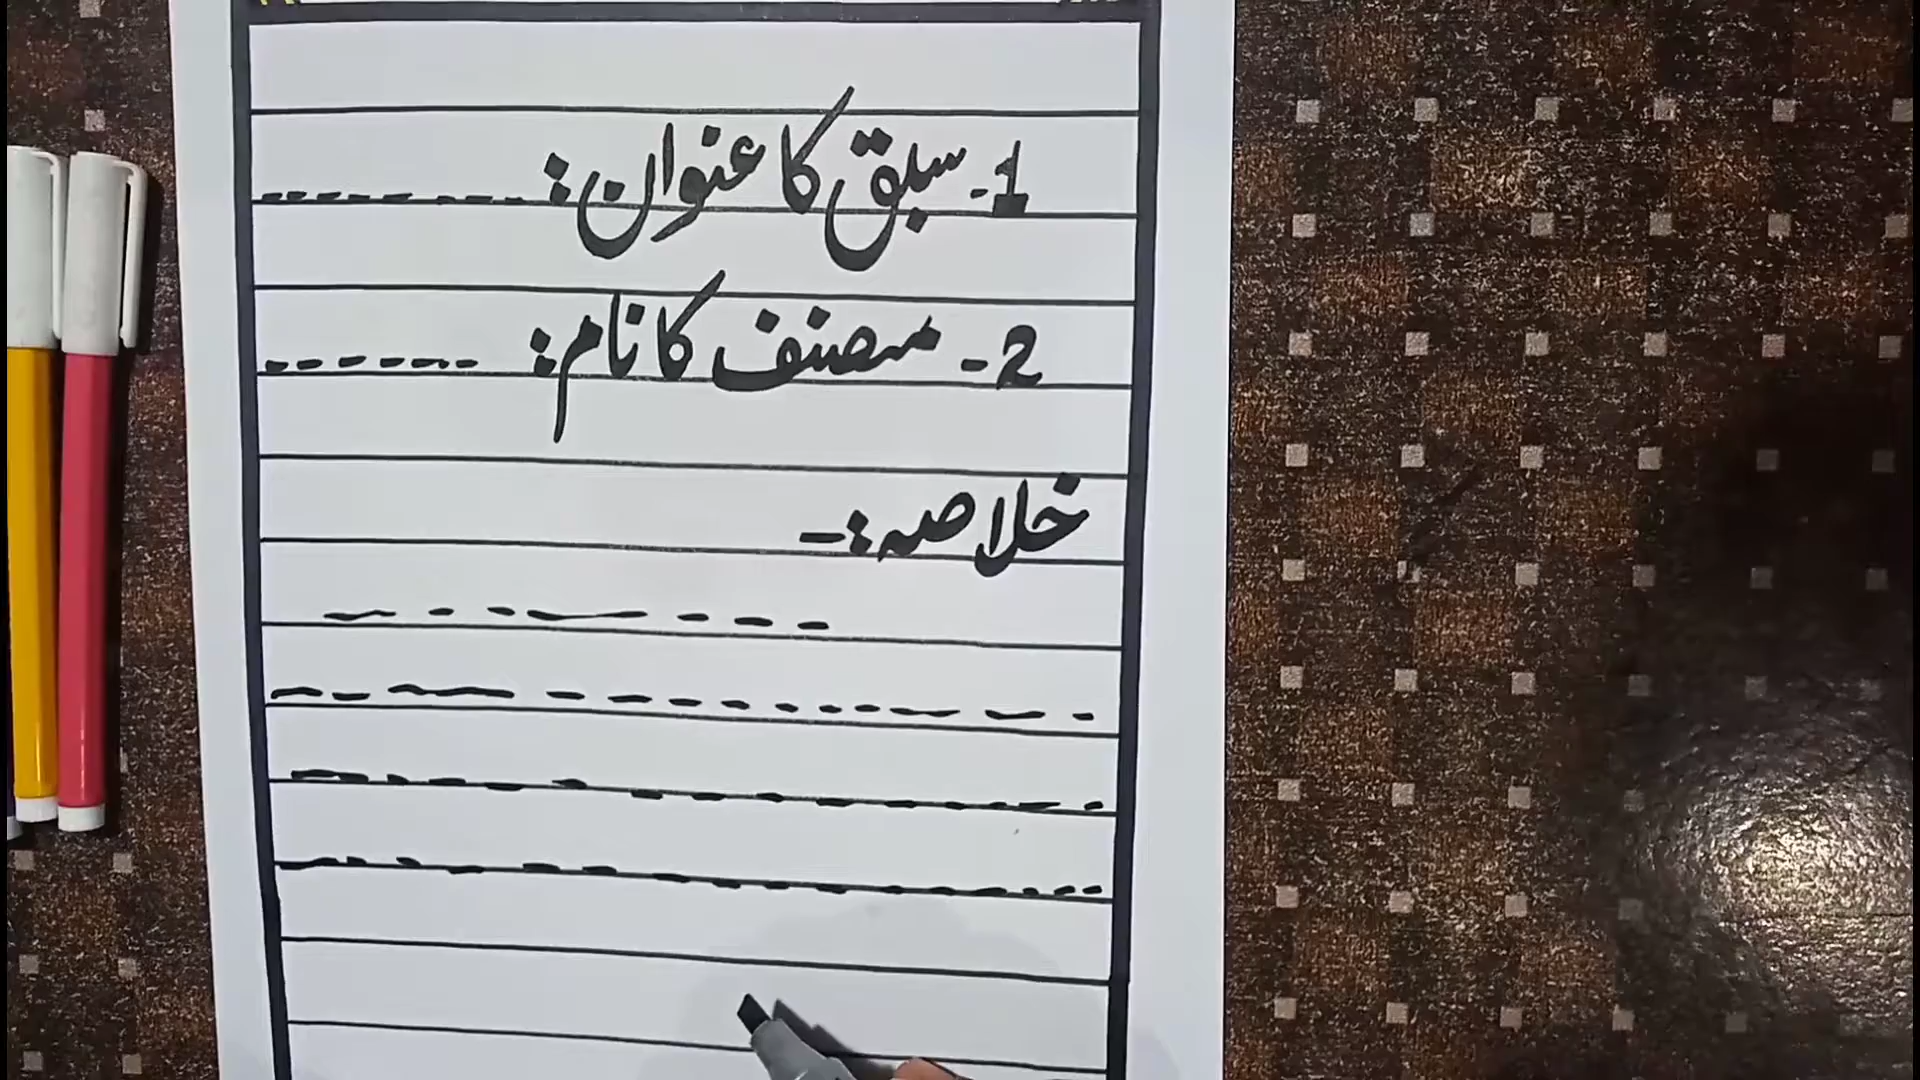 1- سبق کا عنوان: --------
2- مصنف کا نام: ------
خلاصہ:-